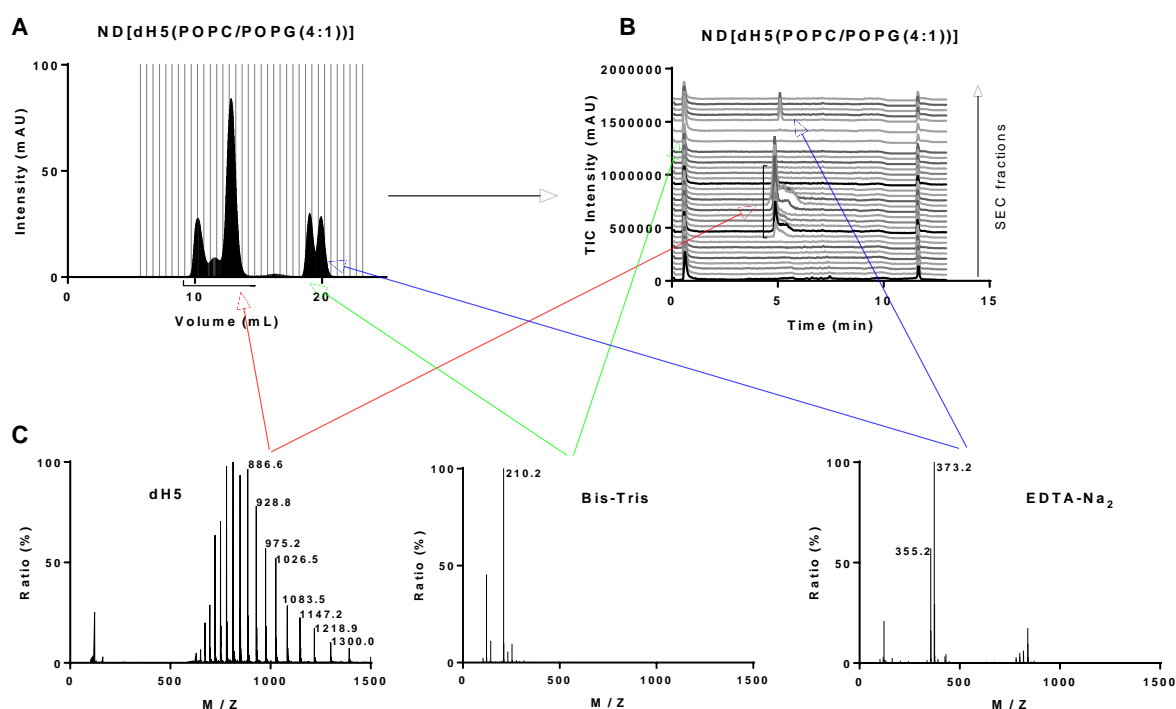 A
ND[dH5(POPC/POPG(4:1))]
100
50
0
Intensity (mAU)
0
10
20
Volume (mL)
B
ND[dH5(POPC/POPG(4:1))]
2000000
1500000
1000000
500000
0
TIC Intensity (mAU)
0
5
10
15
Time (min)
SEC fractions
C
100
50
0
Ratio (%)
dH5
886.6
928.8
975.2
1026.5
1083.5
1147.2
1218.9
1300.0
0
500
1000
1500
M / Z
100
50
0
Ratio (%)
210.2
Bis-Tris
0
500
1000
1500
M / Z
100
50
0
Ratio (%)
373.2
EDTA-Na₂
355.2
0
500
1000
1500
M / Z